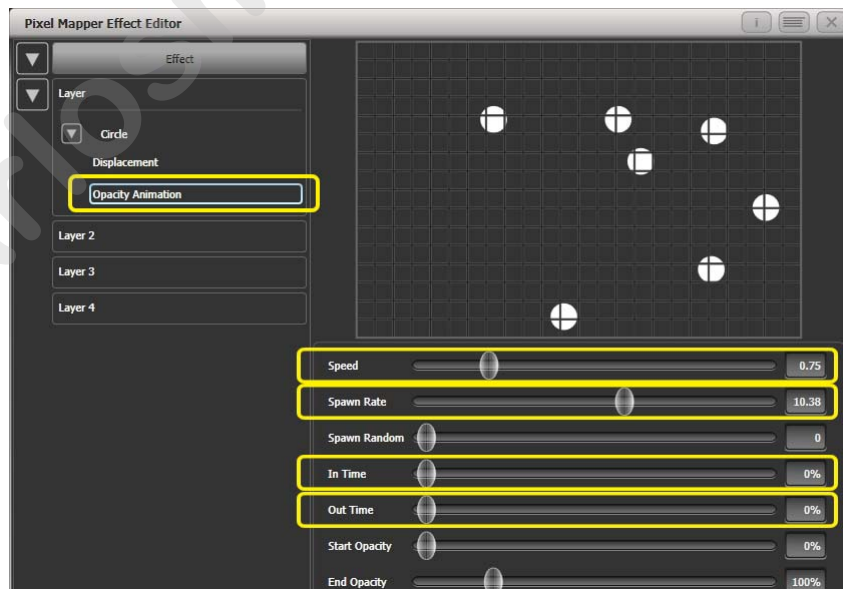 Pixel Mapper Effect Editor
Effect
Layer
Circle
Displacement
Opacity Animation
Layer 2
Layer 3
Layer 4
Speed 0.75
Spawn Rate 10.38
Spawn Random 0
In Time 0%
Out Time 0%
Start Opacity 0%
End Opacity 100%